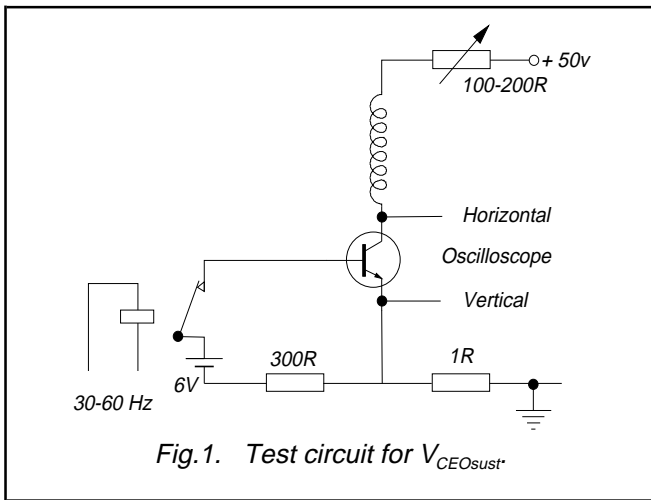 + 50v
100-200R
Horizontal
Oscilloscope
Vertical
300R
1R
6V
30-60 Hz
Fig.1. Test circuit for VCEOsust.